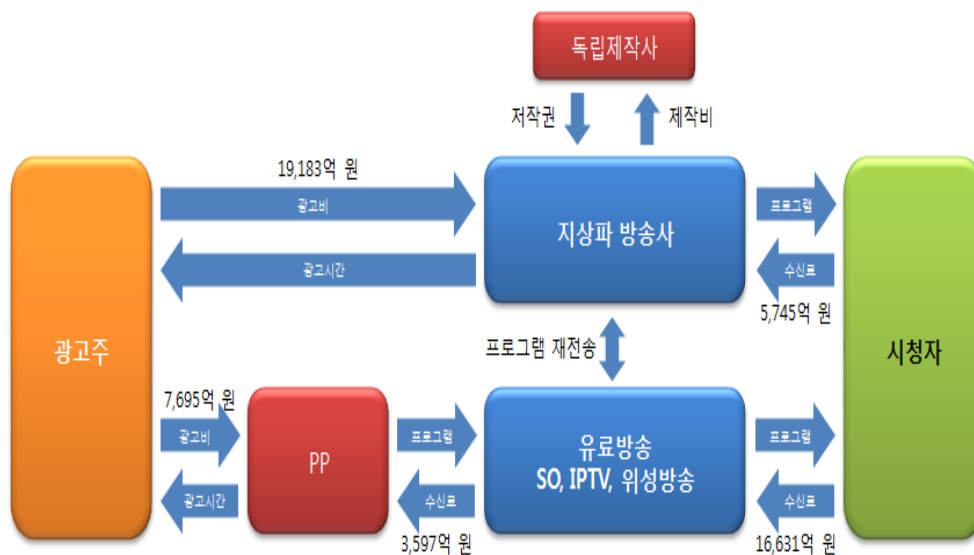 독립제작사
저작권
제작비
19,183억 원
광고비
지상파 방송사
프로그램
광고시간
수신료
5,745억 원
광고주
프로그램 재전송
시청자
7,695억 원
광고비
PP
프로그램
유료방송
SO, IPTV, 위성방송
프로그램
광고시간
수신료
수신료
3,597억 원
16,631억 원